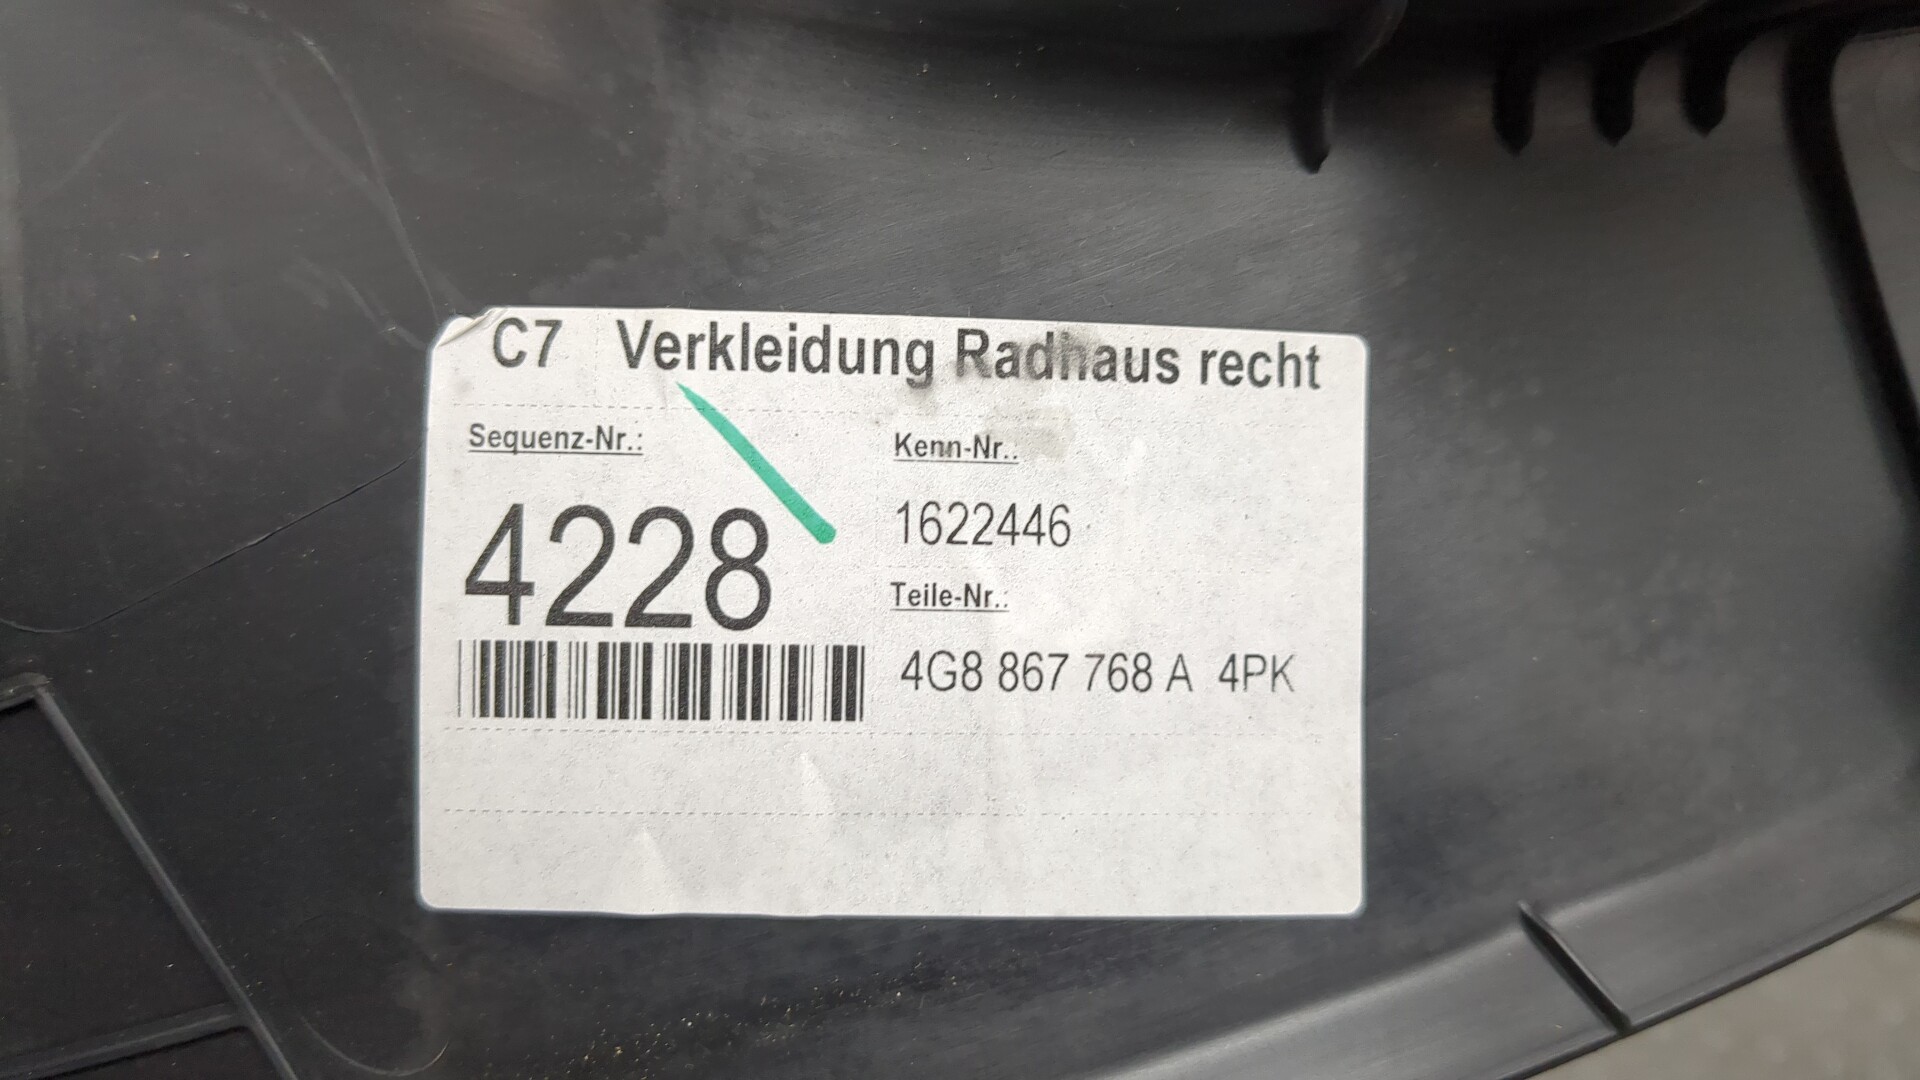 C7 Verkleidung Radhaus recht
Sequenz-Nr.:
Kenn-Nr.:
4228
1622446
Teile-Nr.:
4G8 867 768 A 4PK